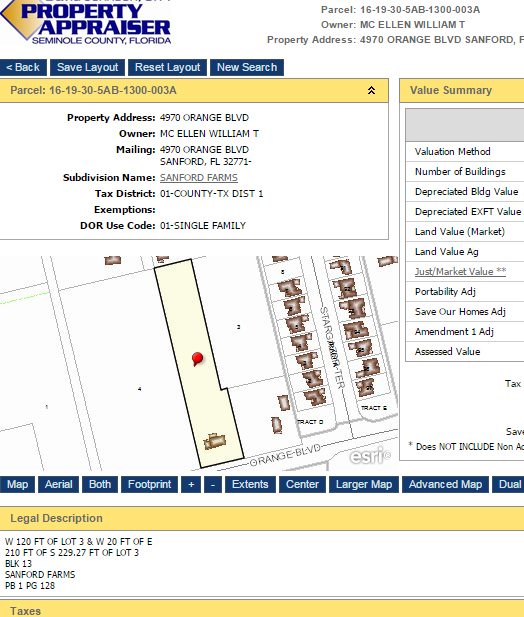 PROPERTY
APPRAISER
SEMINOLE COUNTY, FLORIDA
Parcel: 16-19-30-5AB-1300-003A
Owner: MC ELLEN WILLIAM T
Property Address: 4970 ORANGE BLVD SANFORD, F
< Back
Save Layout
Reset Layout
New Search
Parcel: 16-19-30-5AB-1300-003A
Property Address: 4970 ORANGE BLVD
Owner: MC ELLEN WILLIAM T
Mailing: 4970 ORANGE BLVD
SANFORD, FL 32771-
Subdivision Name: SANFORD FARMS
Tax District: 01-COUNTY-TX DIST 1
Exemptions:
DOR Use Code: 01-SINGLE FAMILY
Value Summary
Valuation Method
Number of Buildings
Depreciated Bldg Value
Depreciated EXFT Value
Land Value (Market)
Land Value Ag
Just/Market Value **
Portability Adj
Save Our Homes Adj
Amendment 1 Adj
Assessed Value
Tax
Save
* Does NOT INCLUDE Non Ad
1
4
3
TRACT D
TRACT E
ORANGE BLVD
esri
Map
Aerial
Both
Footprint
+
-
Extents
Center
Larger Map
Advanced Map
Dual
Legal Description
W 120 FT OF LOT 3 & W 20 FT OF E
210 FT OF S 229.27 FT OF LOT 3
BLK 13
SANFORD FARMS
PB 1 PG 128
Taxes